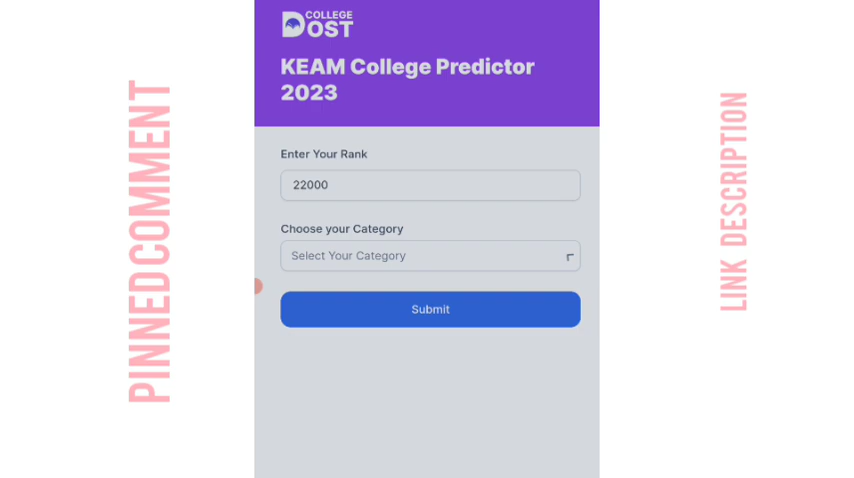 COLLEGE
DOST
KEAM College Predictor
2023
Enter Your Rank
22000
Choose your Category
Select Your Category
Submit
PINNED COMMENT
LINK DESCRIPTION